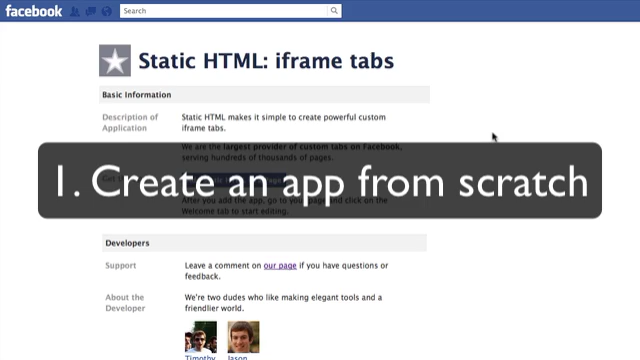 facebook Search
Static HTML: iframe tabs
Basic Information
Description of Application
Static HTML makes it simple to create powerful custom
iframe tabs.
We are the largest provider of custom tabs on Facebook,
serving hundreds of thousands of pages.
1. Create an app from scratch
After you add the app, go to your page and click on the
Welcome tab to start editing.
Developers
Support
Leave a comment on our page if you have questions or
feedback.
About the Developer
We're two dudes who like making elegant tools and a
friendlier world.
Timothy Jason